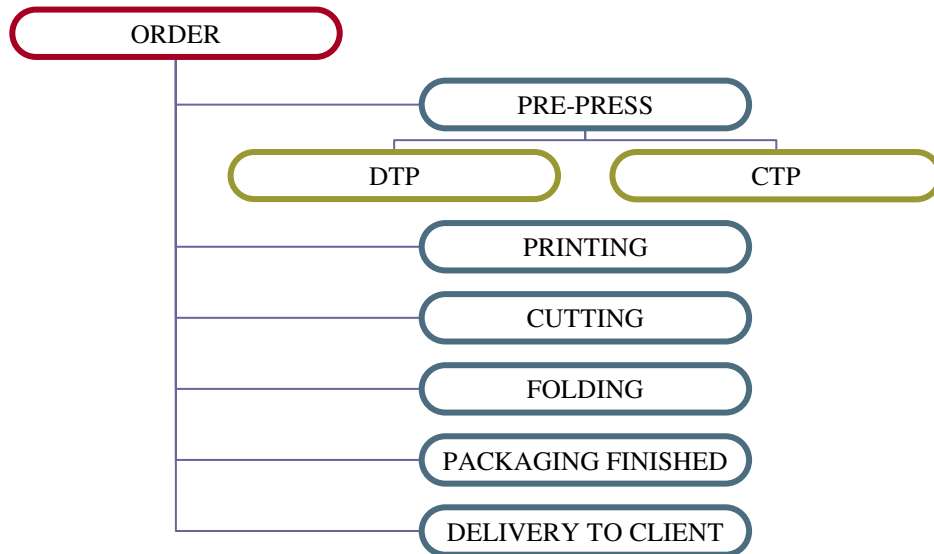 ORDER
PRE-PRESS
DTP
CTP
PRINTING
CUTTING
FOLDING
PACKAGING FINISHED
DELIVERY TO CLIENT